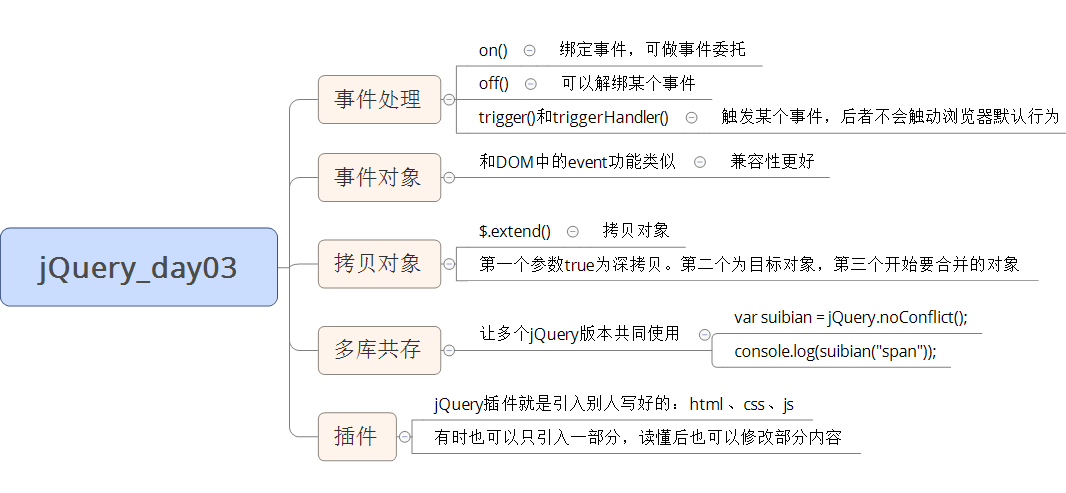 jQuery_day03
事件处理
on() 绑定事件，可做事件委托
off() 可以解绑某个事件
trigger()和triggerHandler() 触发某个事件，后者不会触动浏览器默认行为
事件对象
和DOM中的event功能类似 兼容性更好
拷贝对象
$.extend() 拷贝对象
第一个参数true为深拷贝。第二个为目标对象，第三个开始要合并的对象
多库共存
让多个jQuery版本共同使用
var suibian = jQuery.noConflict();
console.log(suibian("span"));
插件
jQuery插件就是引入别人写好的：html 、css 、js
有时也可以只引入一部分，读懂后也可以修改部分内容